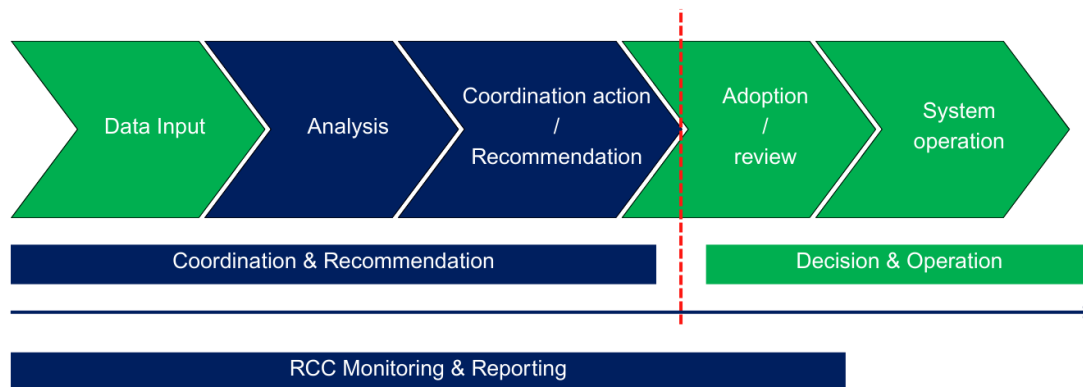 Data Input
Analysis
Coordination action
/
Recommendation
Adoption
/
review
System
operation
Coordination & Recommendation
Decision & Operation
RCC Monitoring & Reporting